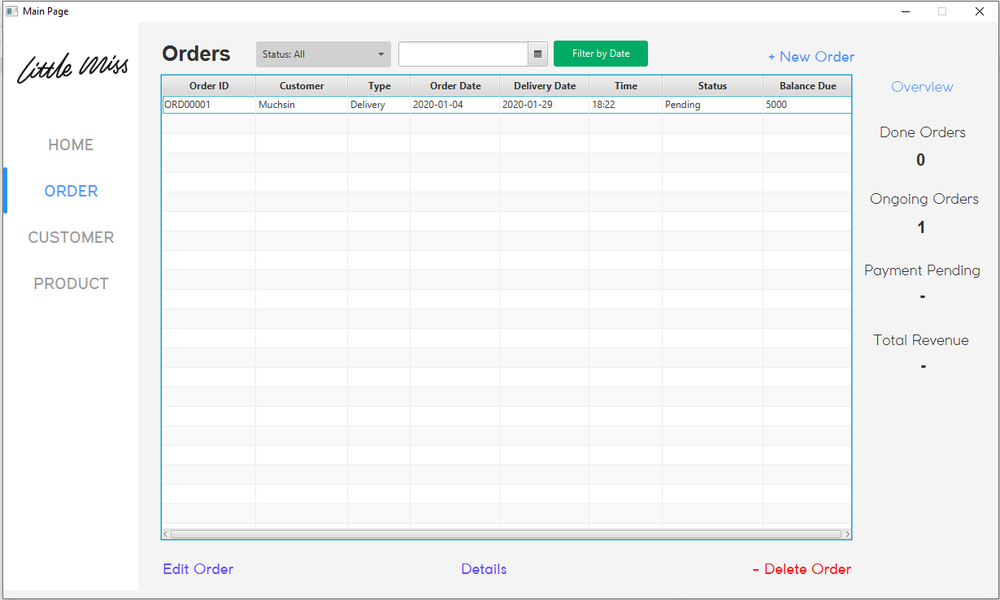 Main Page
Little Miss
HOME
ORDER
CUSTOMER
PRODUCT
Orders
Status: All
Filter by Date
+ New Order
Order ID Customer Type Order Date Delivery Date Time Status Balance Due
ORD00001 Muchsin Delivery 2020-01-04 2020-01-29 18:22 Pending 5000
Overview
Done Orders
0
Ongoing Orders
1
Payment Pending
-
Total Revenue
-
Edit Order
Details
- Delete Order